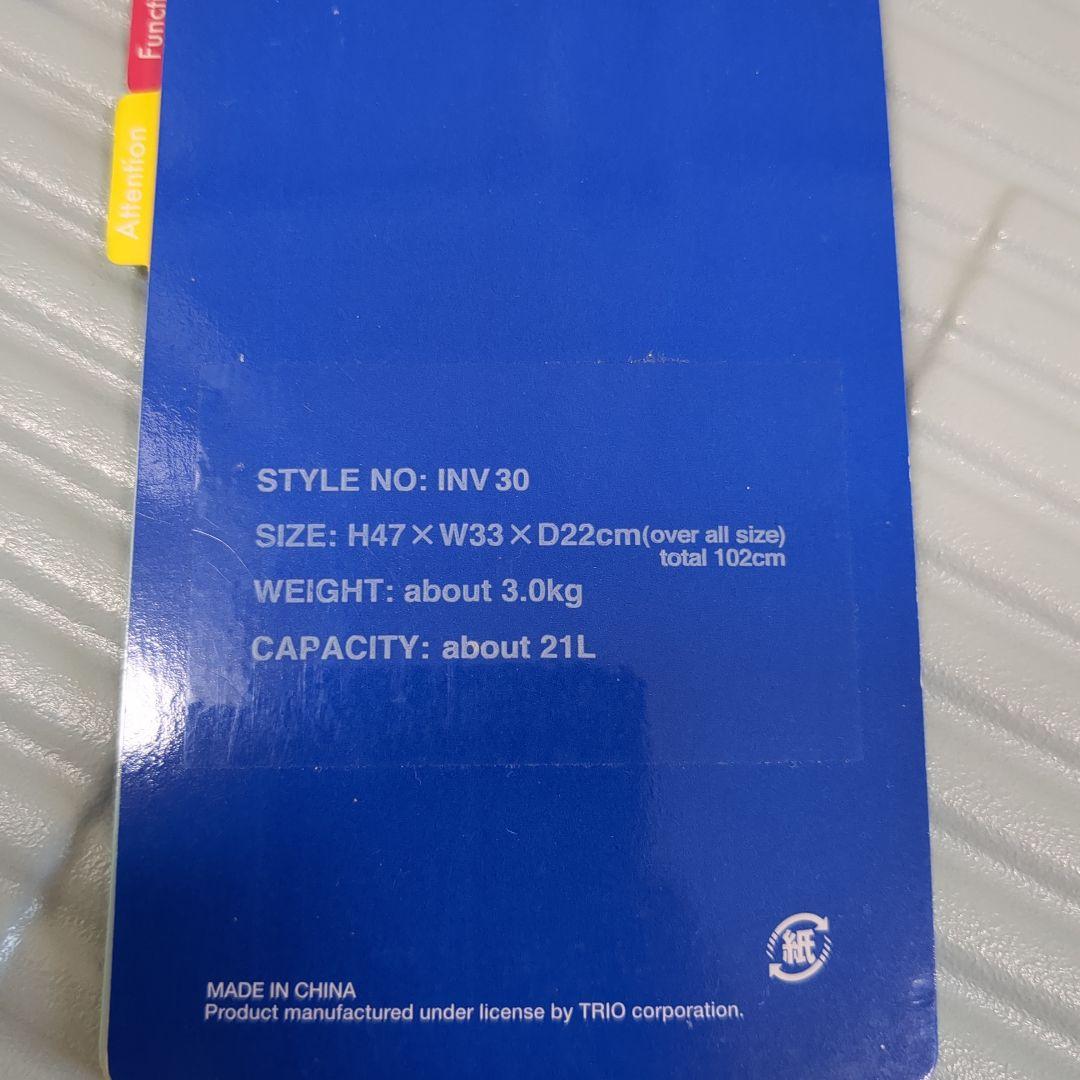 Funct
Attention
STYLE NO: INV30
SIZE: H47×W33×D22cm(over all size)
total 102cm
WEIGHT: about 3.0kg
CAPACITY: about 21L
紙
MADE IN CHINA
Product manufactured under license by TRIO corporation.